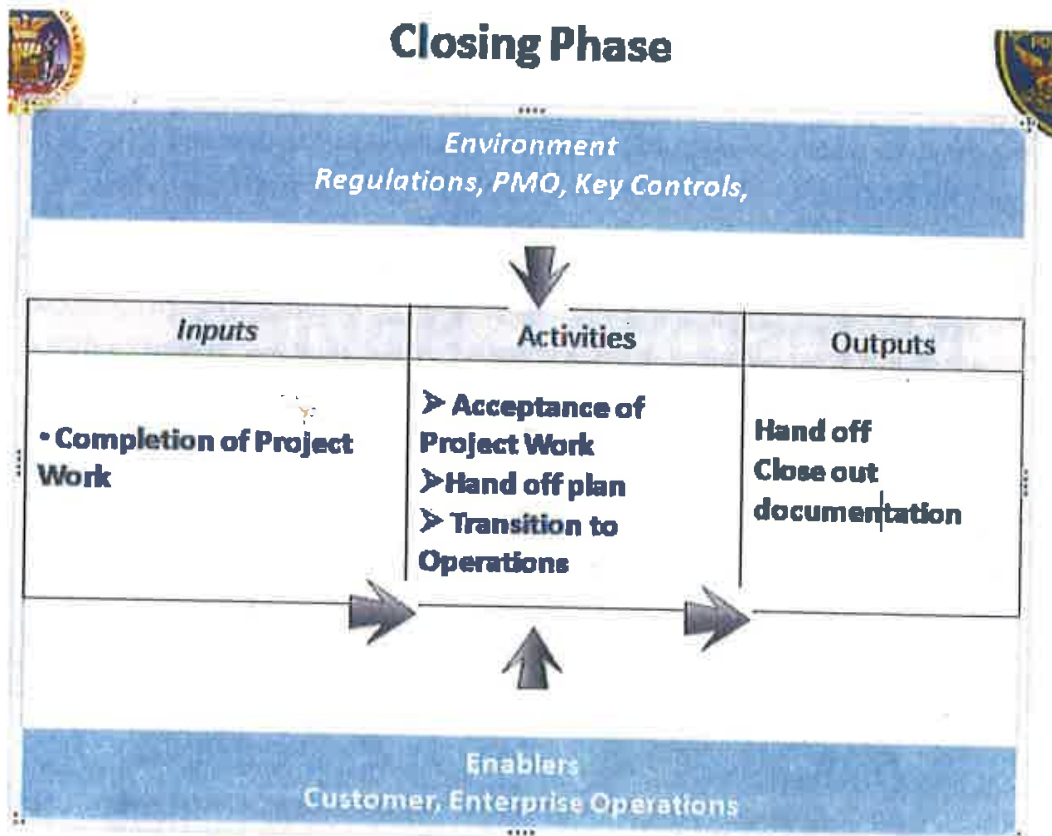 Closing Phase
Environment
Regulations, PMO, Key Controls,
Inputs
Activities
Outputs
• Completion of Project
Work
➤ Acceptance of
Project Work
➤Hand off plan
➤ Transition to
Operations
Hand off
Close out
documentation
Enablers
Customer, Enterprise Operations